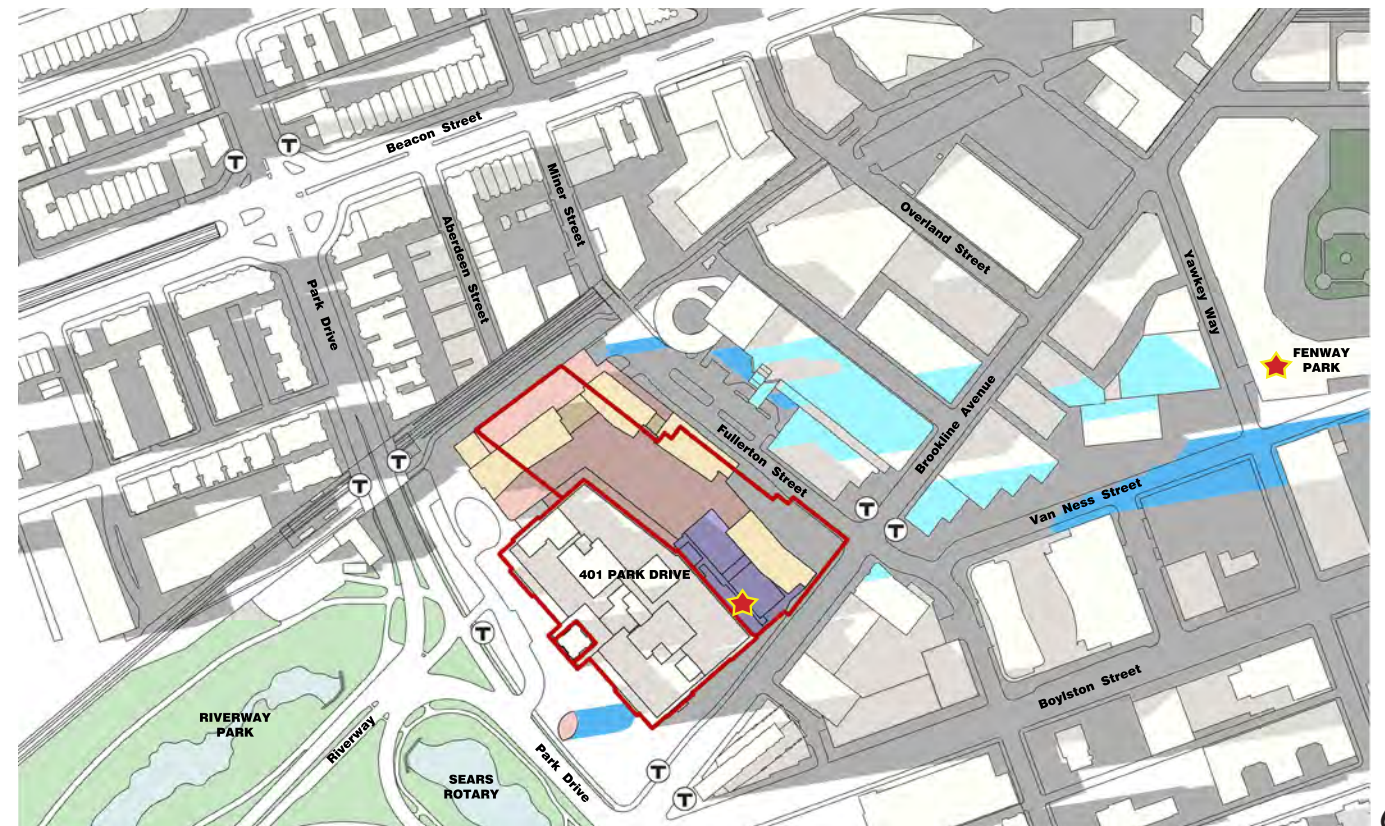 Beacon Street
T
T
Miner Street
Aberdeen Street
Overland Street
Park Drive
Yawkey Way
FENWAY
PARK
Brookline Avenue
Fullerton Street
T
T
Van Ness Street
T
T
401 PARK DRIVE
T
Boylston Street
RIVERWAY
PARK
Riverway
Park Drive
SEARS
ROTARY
T
T